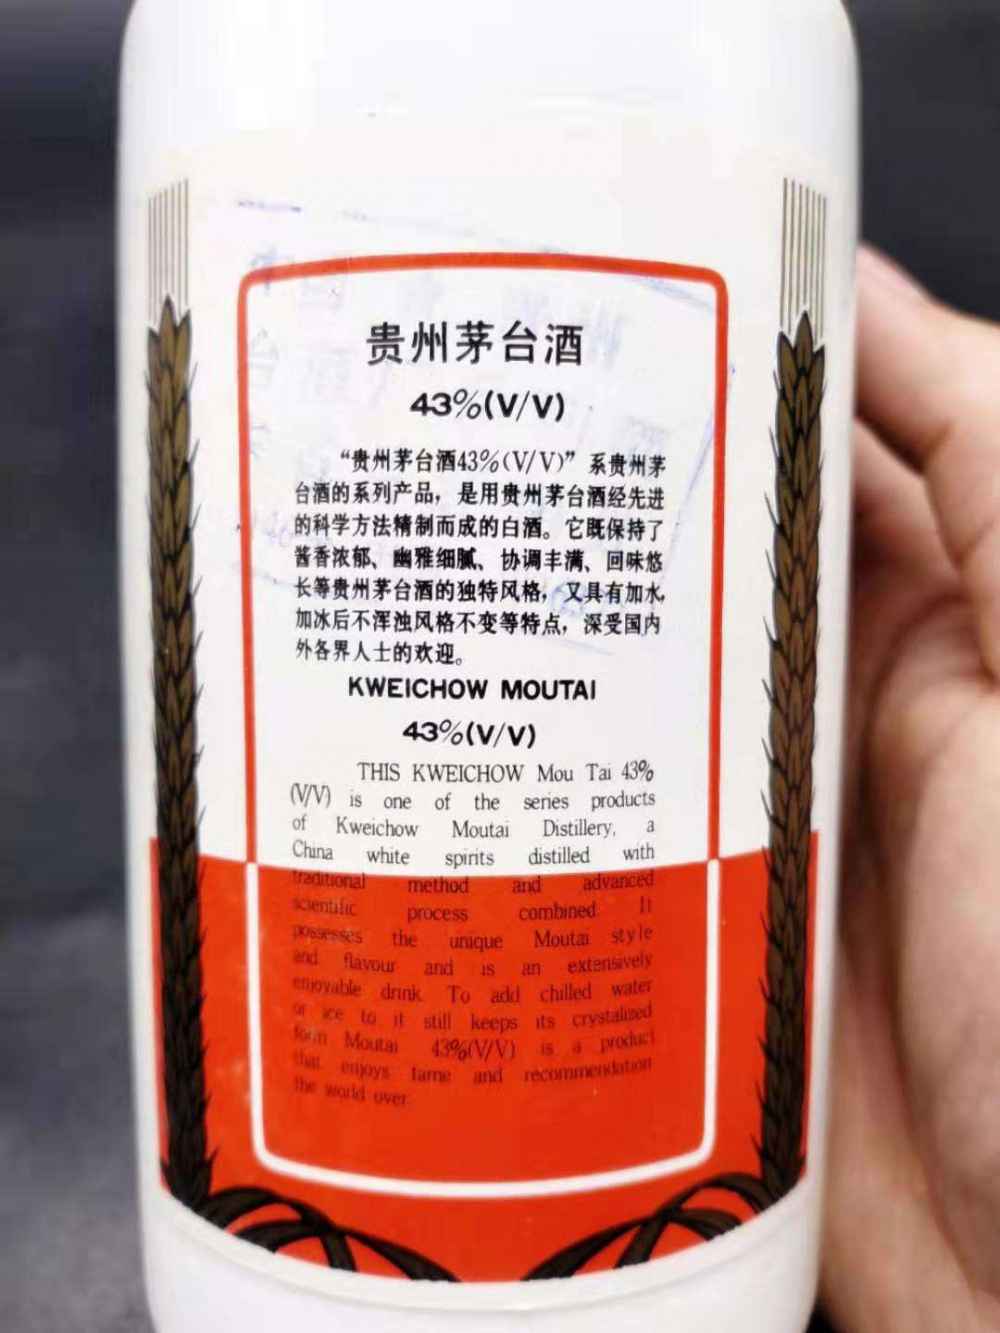 贵州茅台酒
43%(V/V)
“贵州茅台酒43%(V/V)”系贵州茅
台酒的系列产品，是用贵州茅台酒经先进
的科学方法精制而成的白酒。它既保持了
酱香浓郁、幽雅细腻、协调丰满、回味悠
长等贵州茅台酒的独特风格，又具有加水，
加冰后不浑浊风格不变等特点，深受国内
外各界人士的欢迎。
KWEICHOW MOUTAI
43%(V/V)
THIS KWEICHOW Mou Tai 43%
(V/V) is one of the series products
of Kweichow Moutai Distillery, a
China white spirits distilled with
traditional method and advanced
scientific process combined. It
possesses the unique Moutai style
and flavour and is an extensively
enjoyable drink. To add chilled water
or ice to it still keeps its crystalized
form Moutai 43%(V/V) is a product
that enjoys fame and recommendation
the world over.